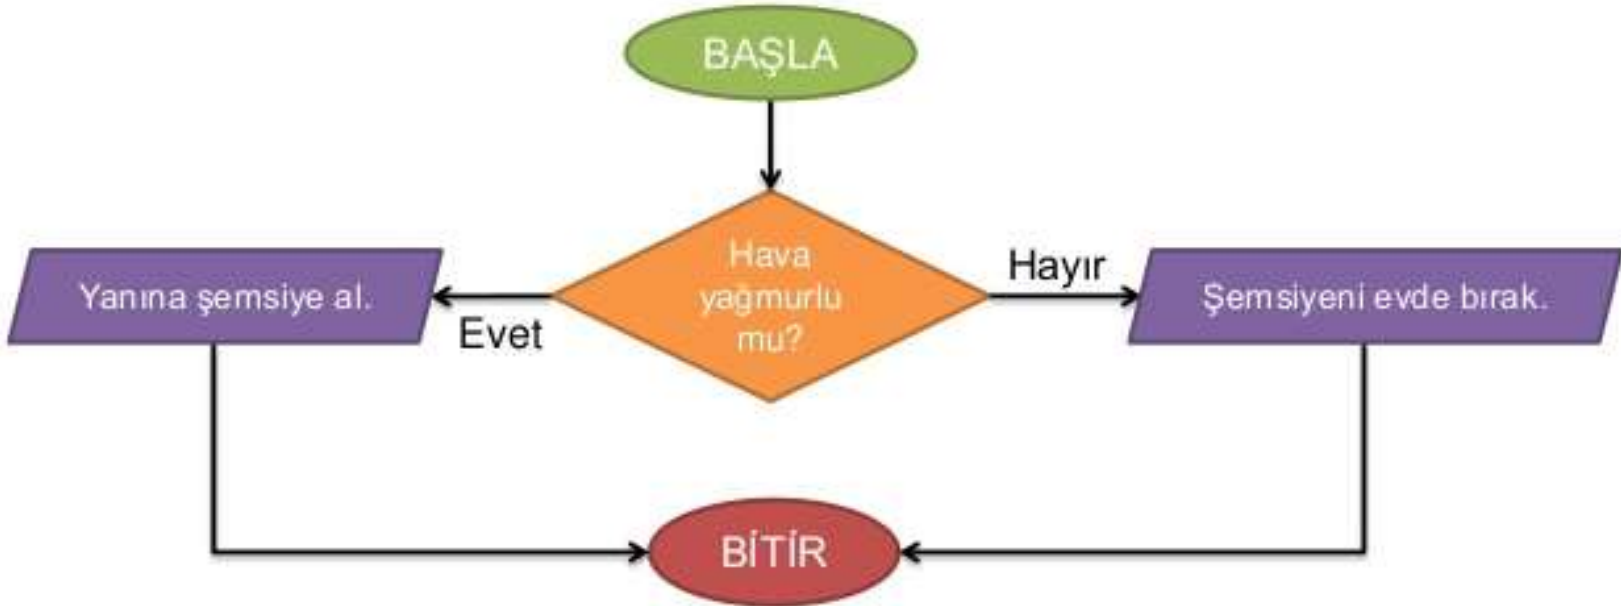 BAŞLA
Hava
yağmurlu
mu?
Evet
Hayır
Yanına şemsiye al.
Şemsiyeni evde bırak.
BİTİR